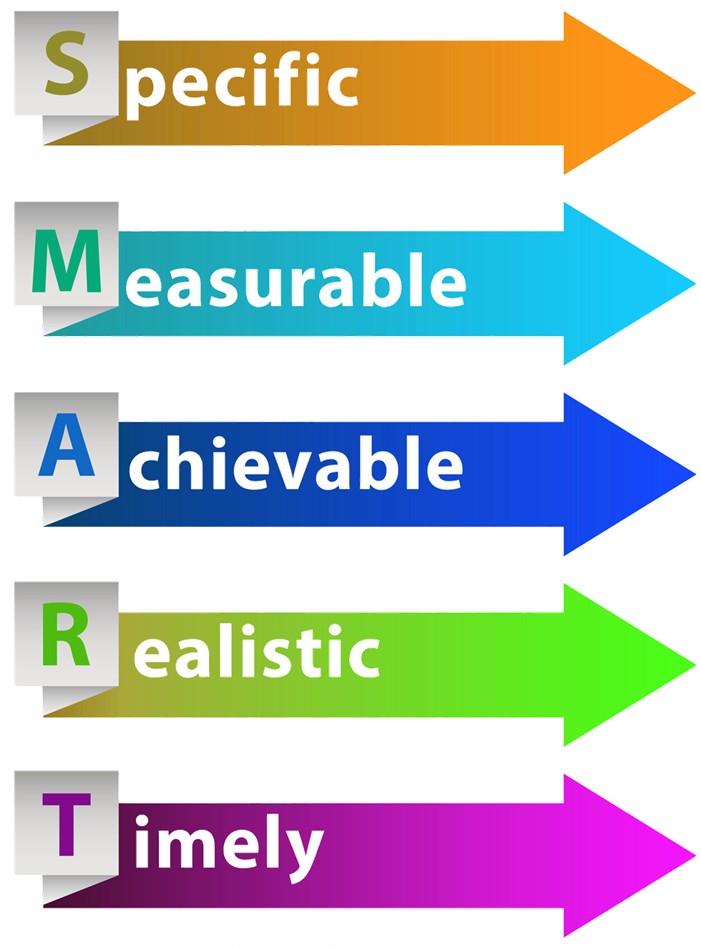 Specific
Measurable
Achievable
Realistic
Timely